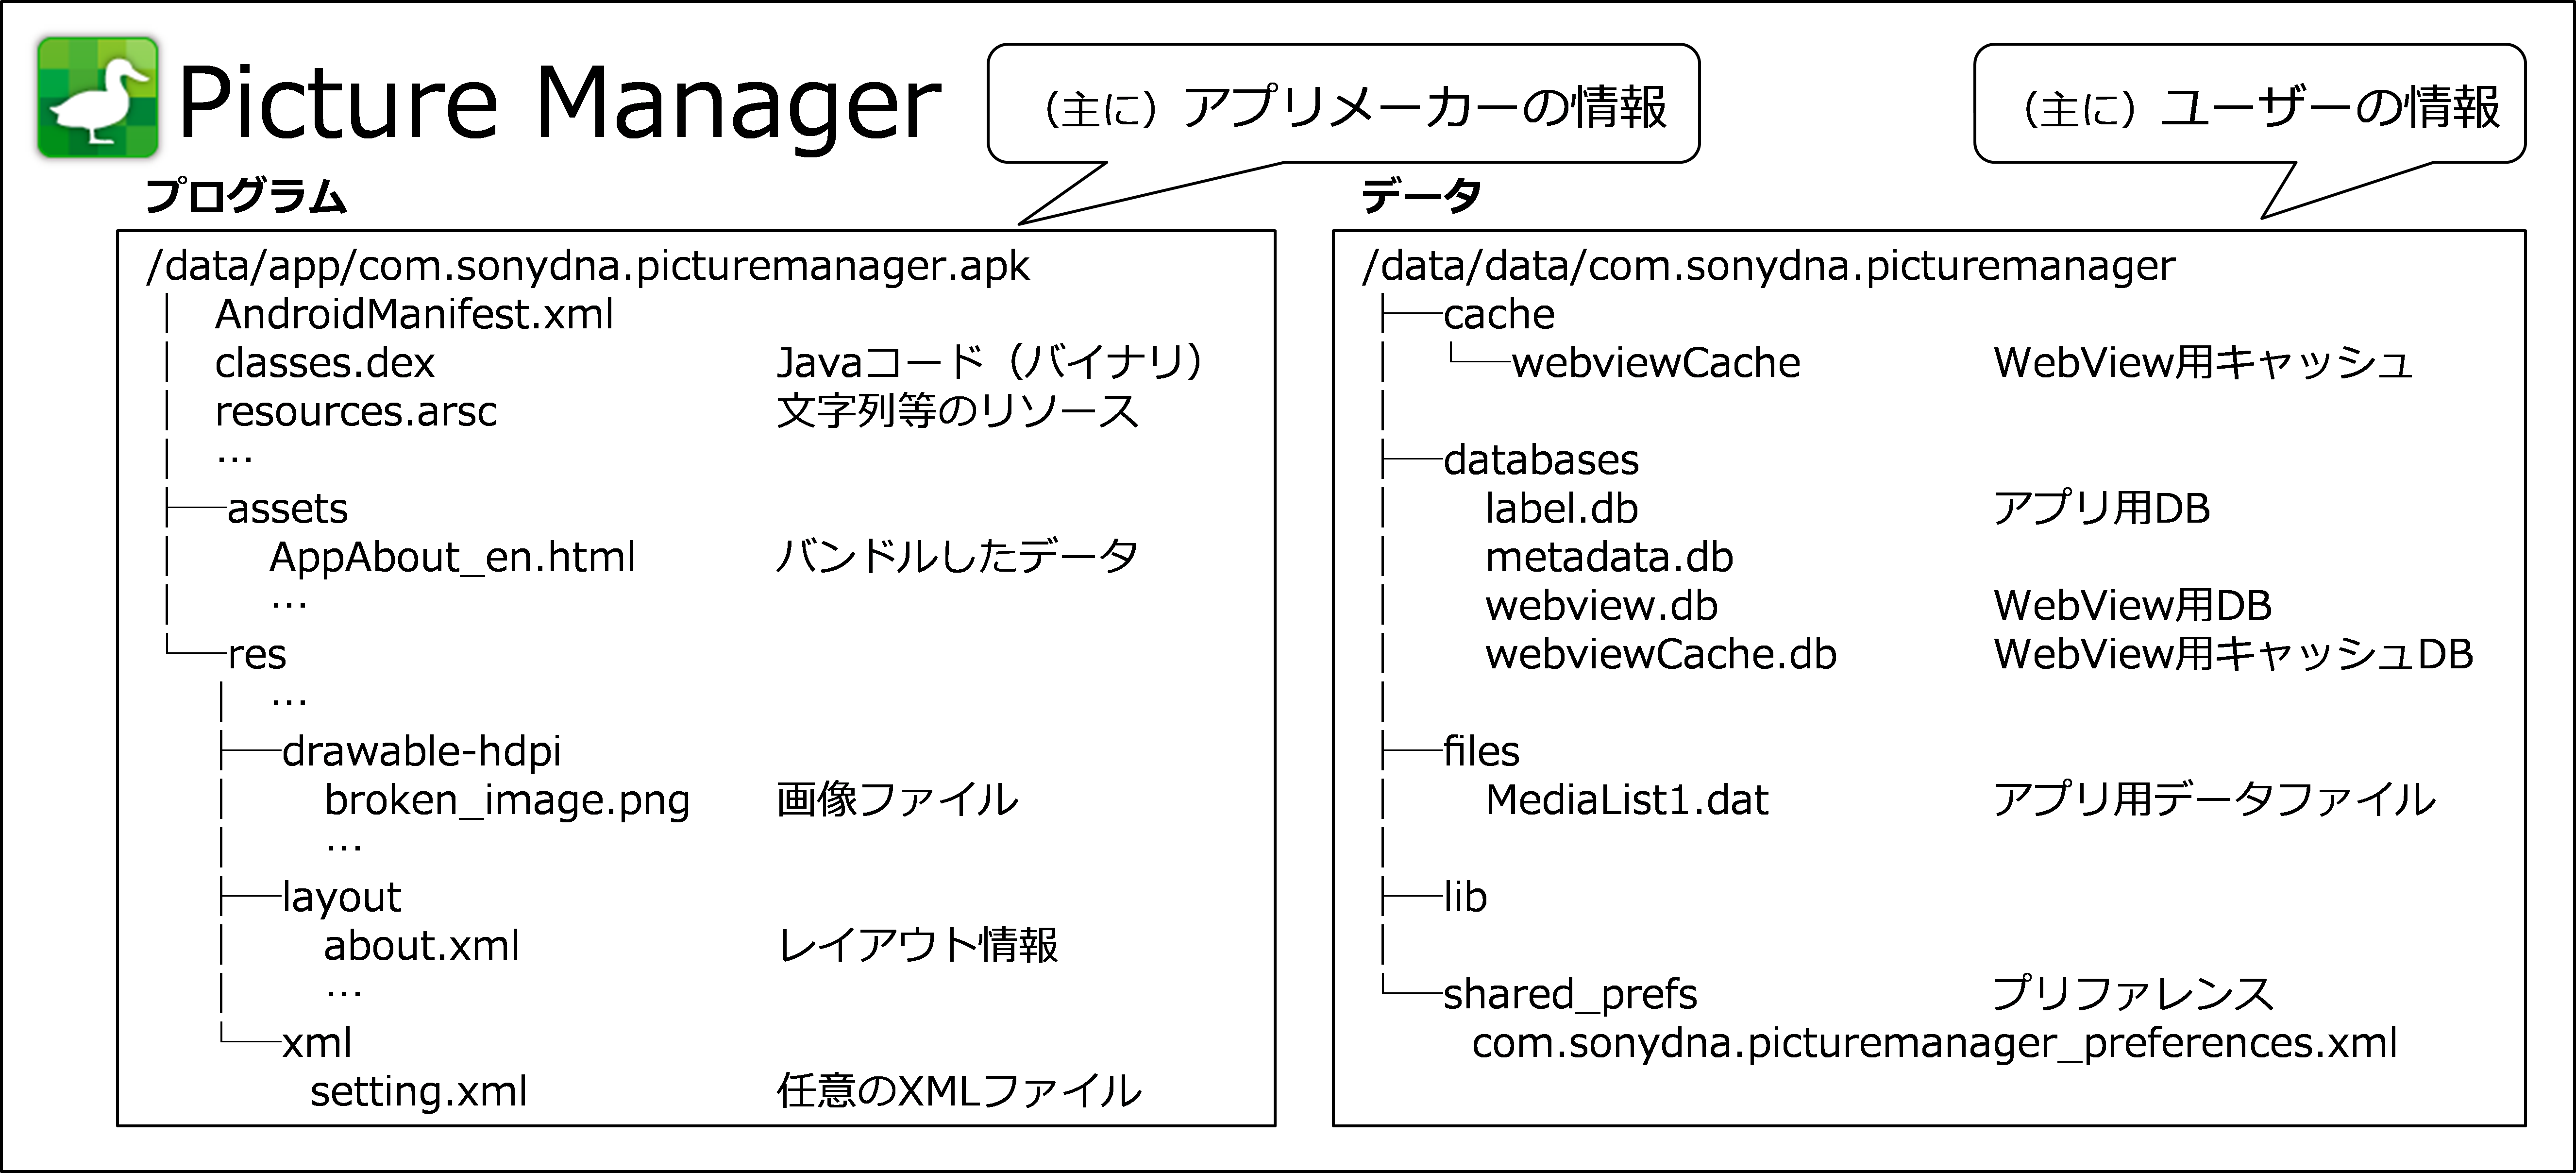 Picture Manager
（主に）アプリメーカーの情報
（主に）ユーザーの情報
プログラム
/data/app/com.sonydna.picturemanager.apk
AndroidManifest.xml
classes.dex Javaコード（バイナリ）
resources.arsc 文字列等のリソース
…
assets
AppAbout_en.html バンドルしたデータ
…
res
…
drawable-hdpi
broken_image.png 画像ファイル
…
layout
about.xml レイアウト情報
…
xml
setting.xml 任意のXMLファイル
データ
/data/data/com.sonydna.picturemanager
cache
webviewCache WebView用キャッシュ
databases
label.db アプリ用DB
metadata.db
webview.db WebView用DB
webviewCache.db WebView用キャッシュDB
files
MediaList1.dat アプリ用データファイル
lib
shared_prefs プリファレンス
com.sonydna.picturemanager_preferences.xml